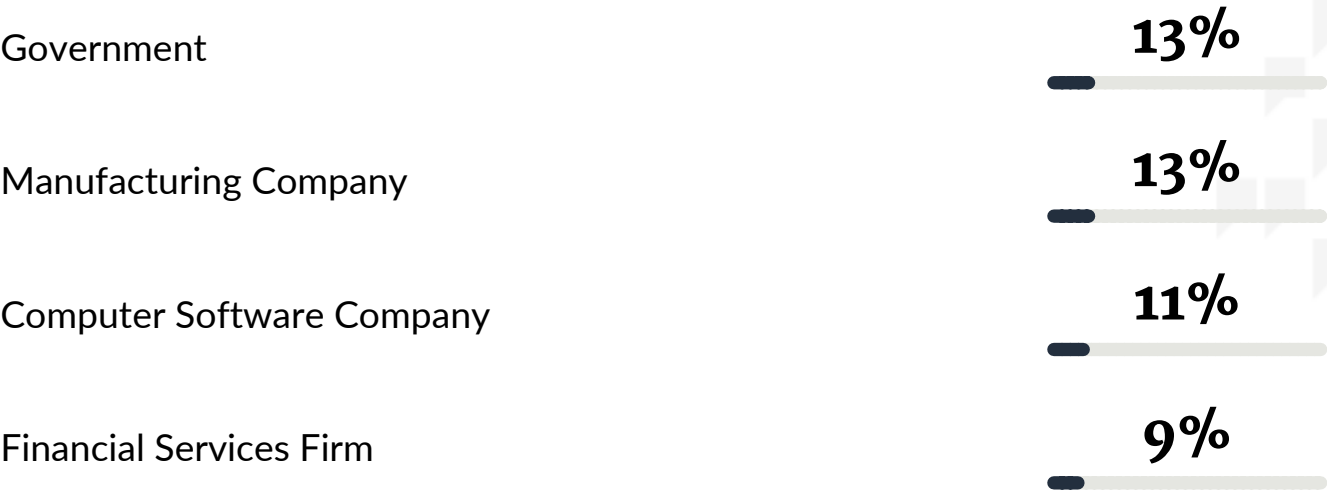 Government 13%
Manufacturing Company 13%
Computer Software Company 11%
Financial Services Firm 9%